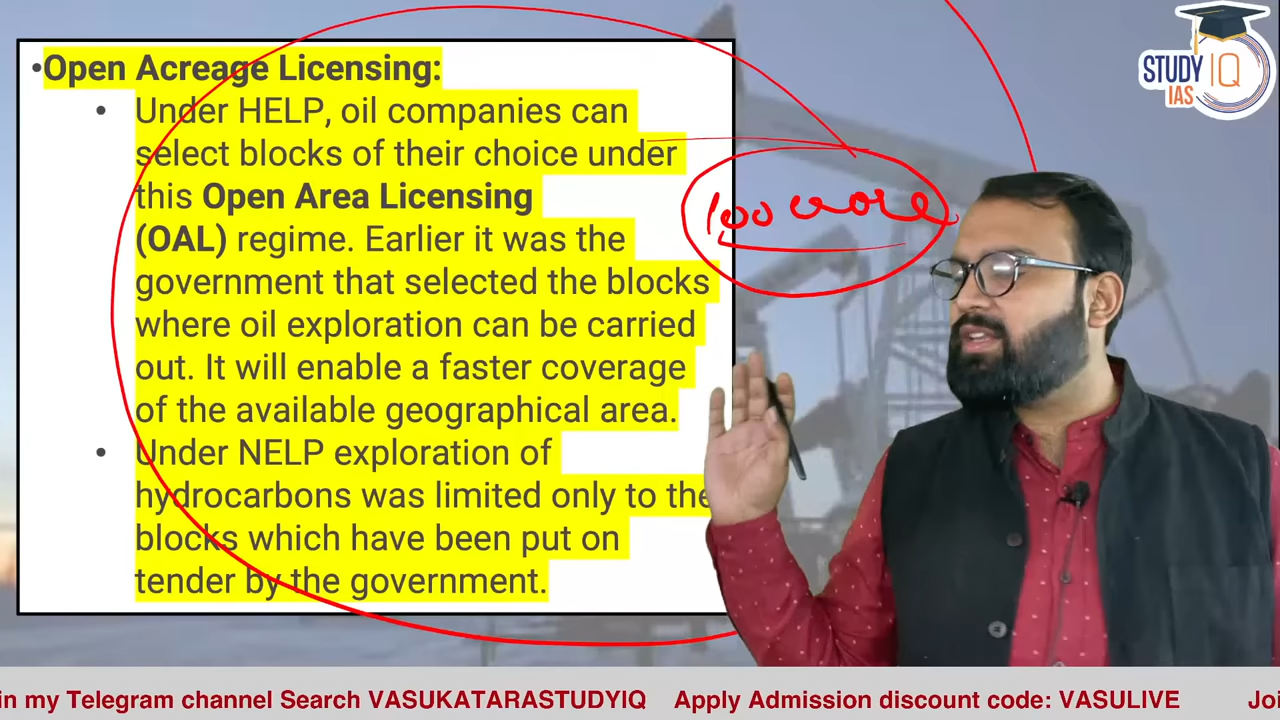 •Open Acreage Licensing:
• Under HELP, oil companies can
select blocks of their choice under
this Open Area Licensing
(OAL) regime. Earlier it was the
government that selected the blocks
where oil exploration can be carried
out. It will enable a faster coverage
of the available geographical area.
• Under NELP exploration of
hydrocarbons was limited only to the
blocks which have been put on
tender by the government.
100 crore
STUDY IQ
IAS
in my Telegram channel Search VASUKATARASTUDYIQ Apply Admission discount code: VASULIVE Joi